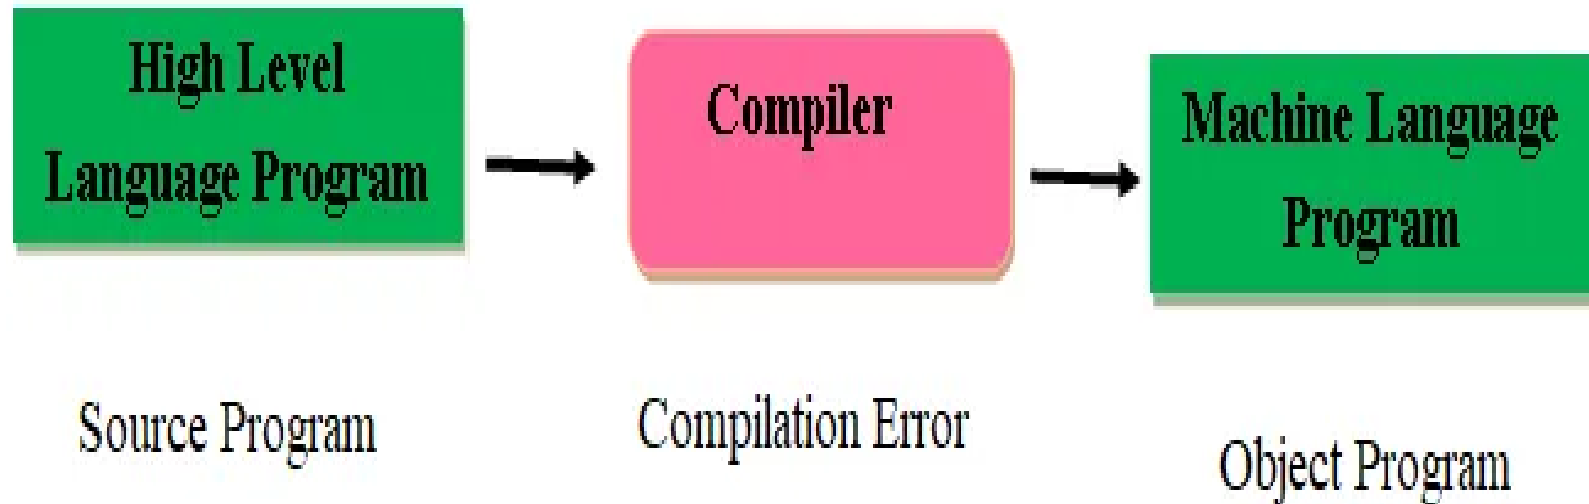 High Level
Language Program
Compiler
Machine Language
Program
Source Program
Compilation Error
Object Program